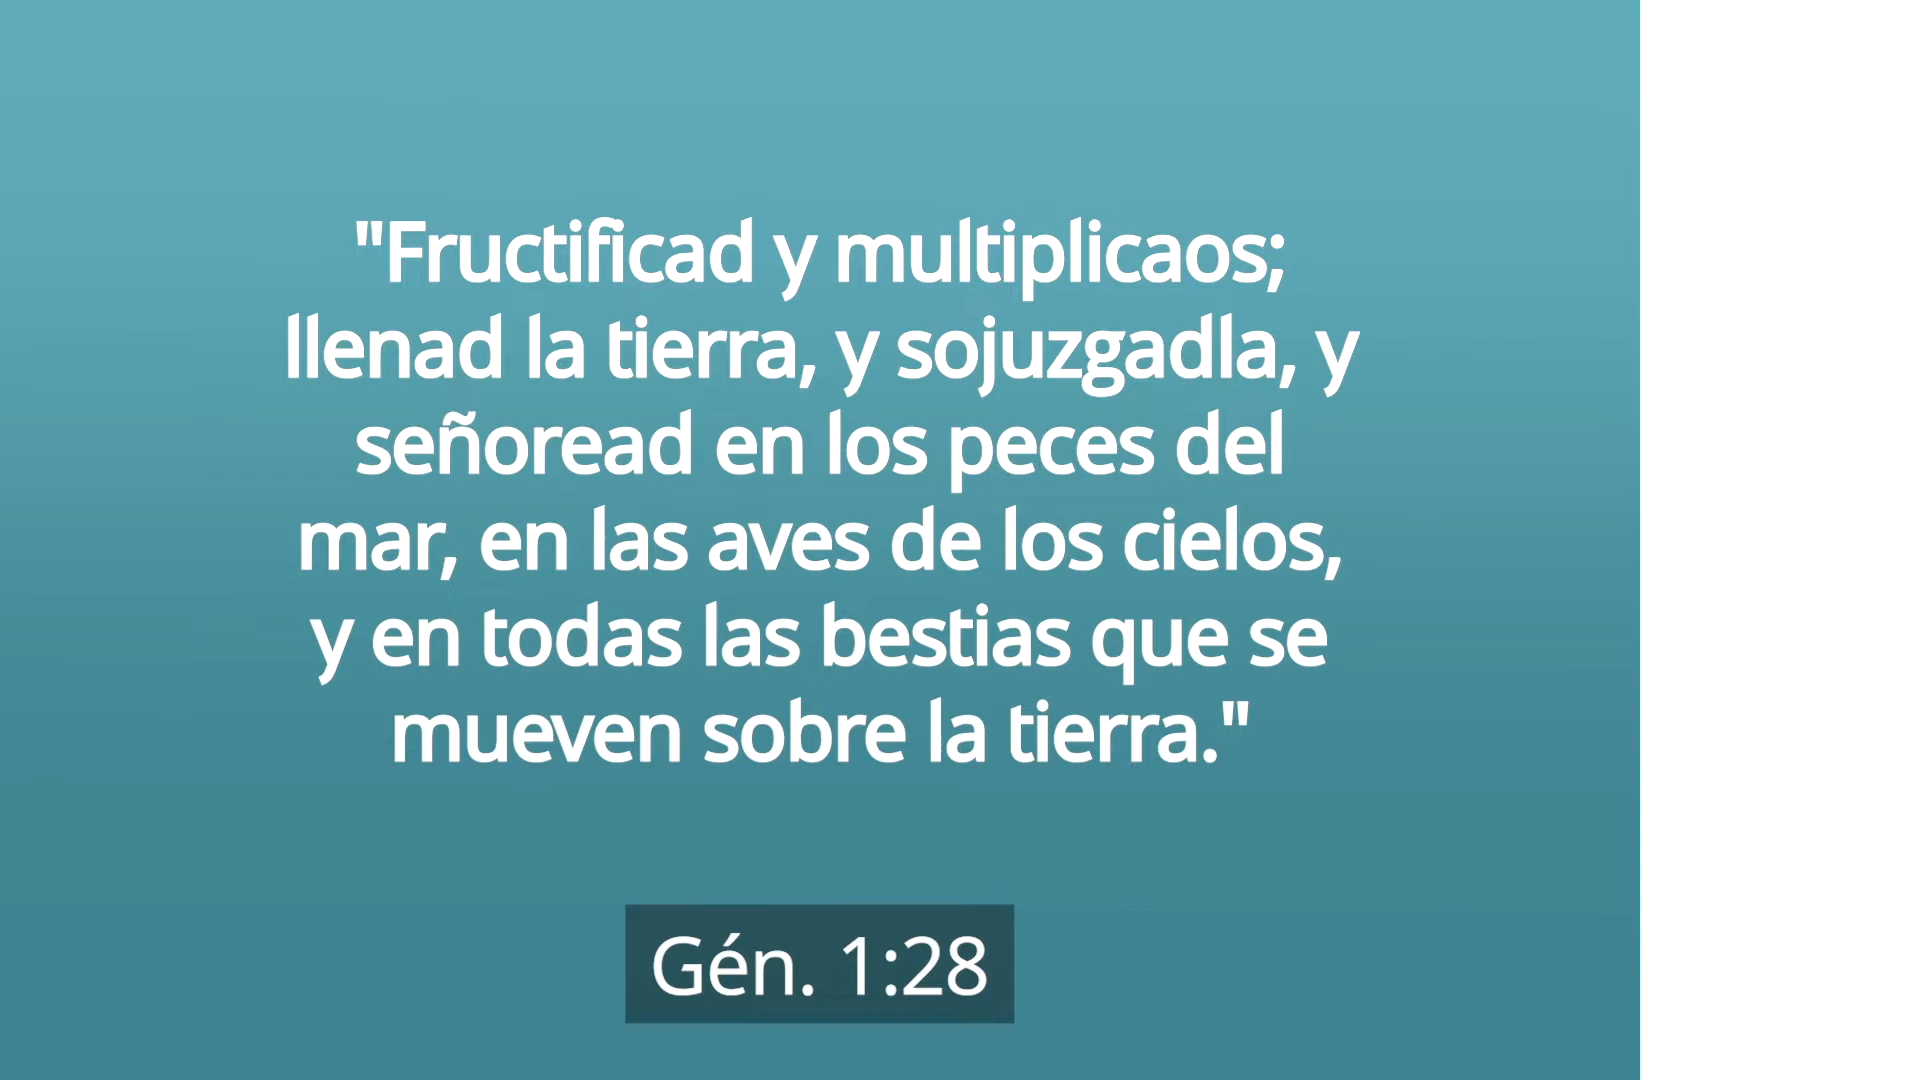 "Fructificad y multiplicaos;
llenad la tierra, y sojuzgadla, y
señoread en los peces del
mar, en las aves de los cielos,
y en todas las bestias que se
mueven sobre la tierra."
Gén. 1:28